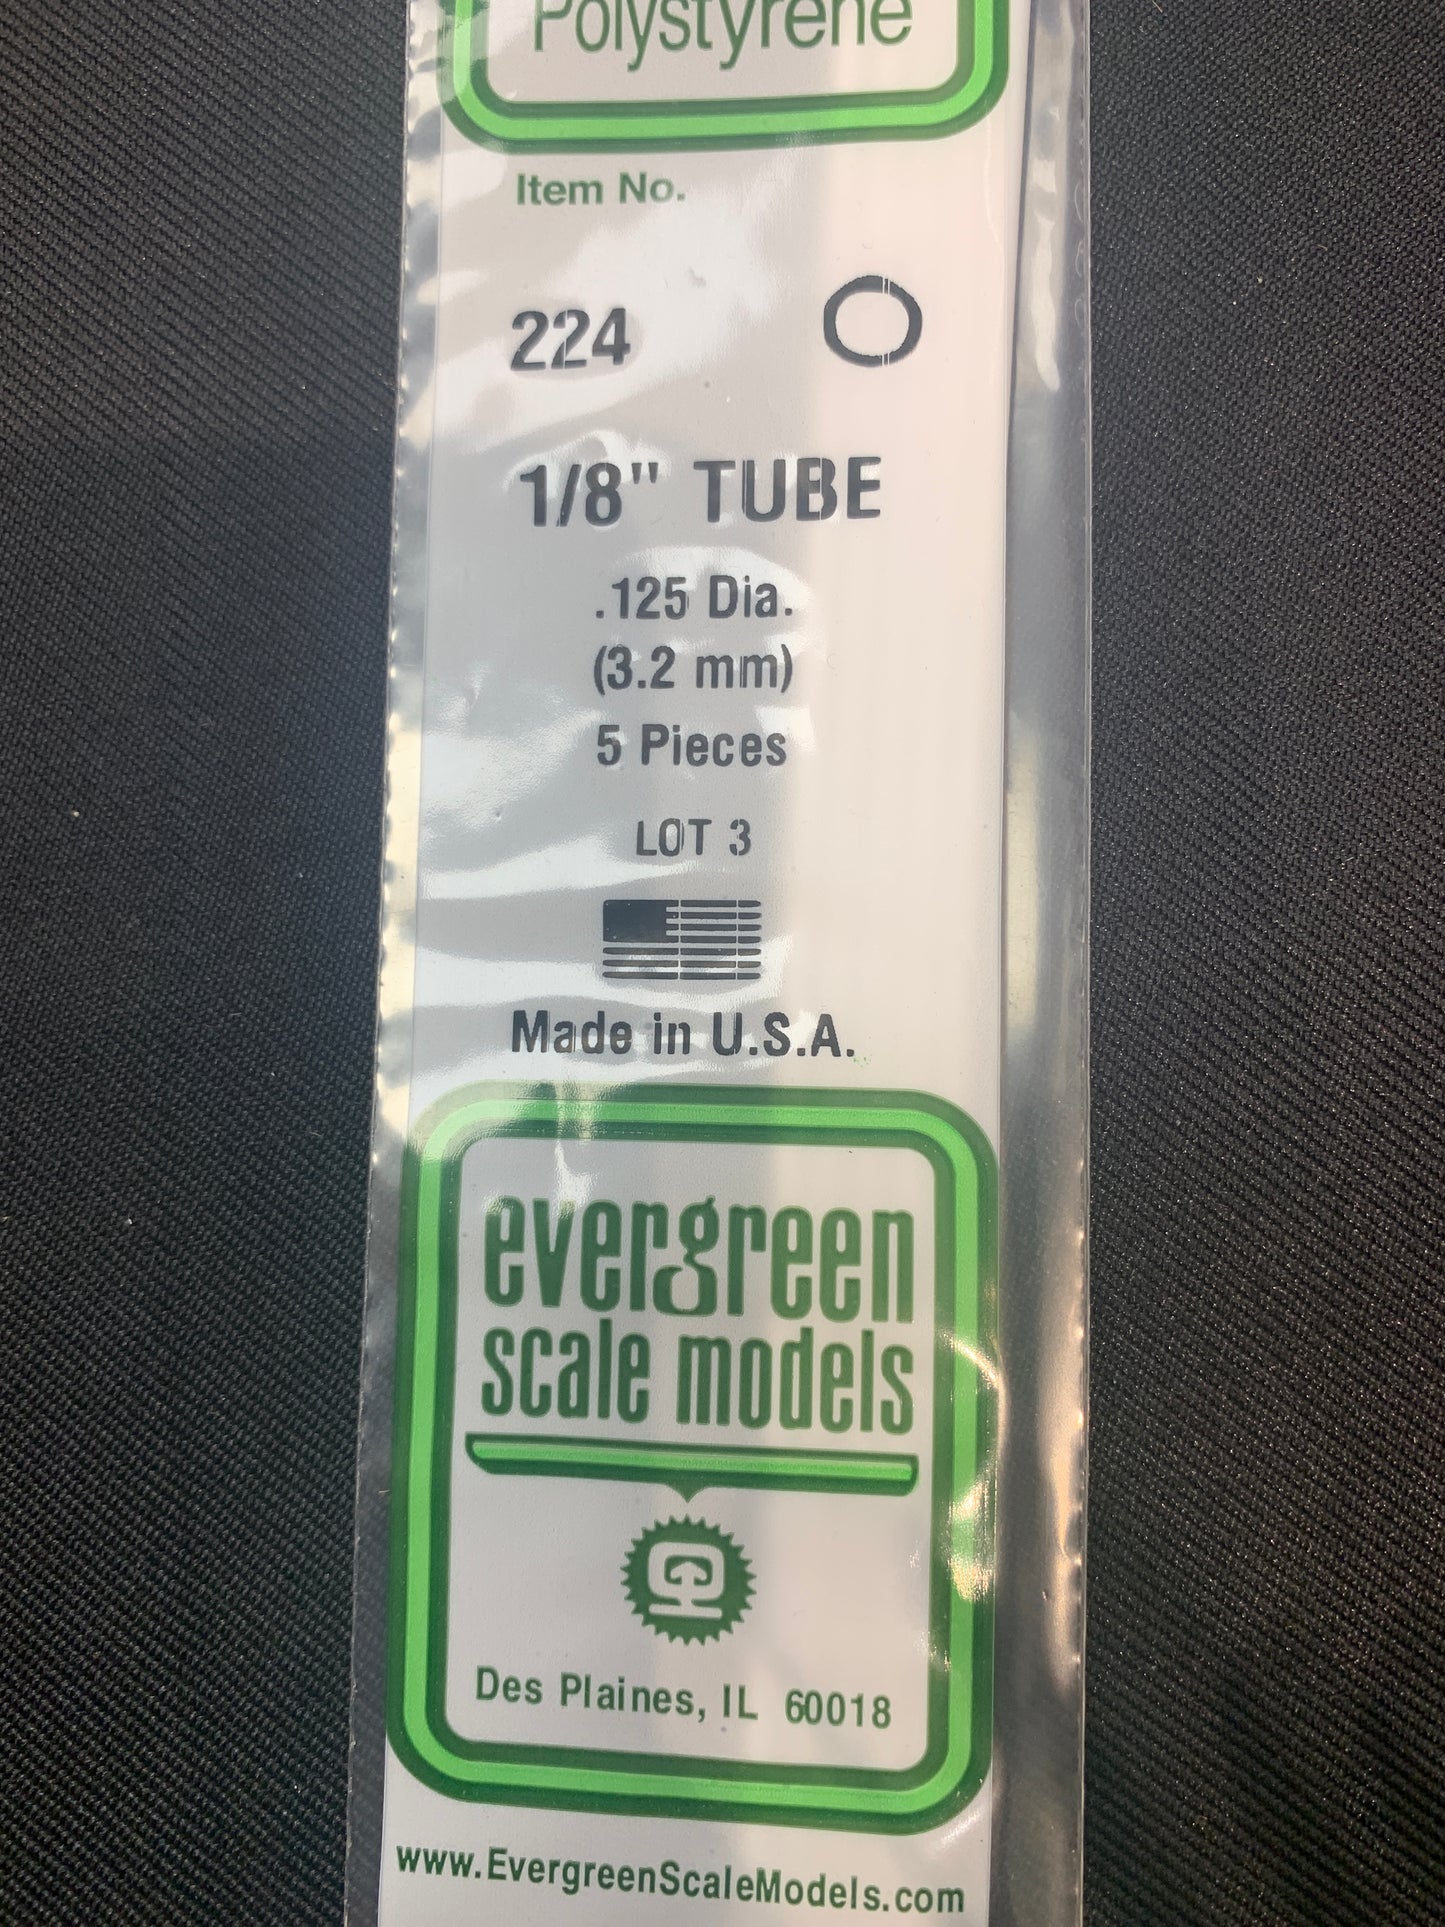 Polystyrene
Item No.
224
1/8" TUBE
.125 Dia.
(3.2 mm)
5 Pieces
LOT 3
Made in U.S.A.
evergreen
scale models
Des Plaines, IL 60018
www.EvergreenScaleModels.com